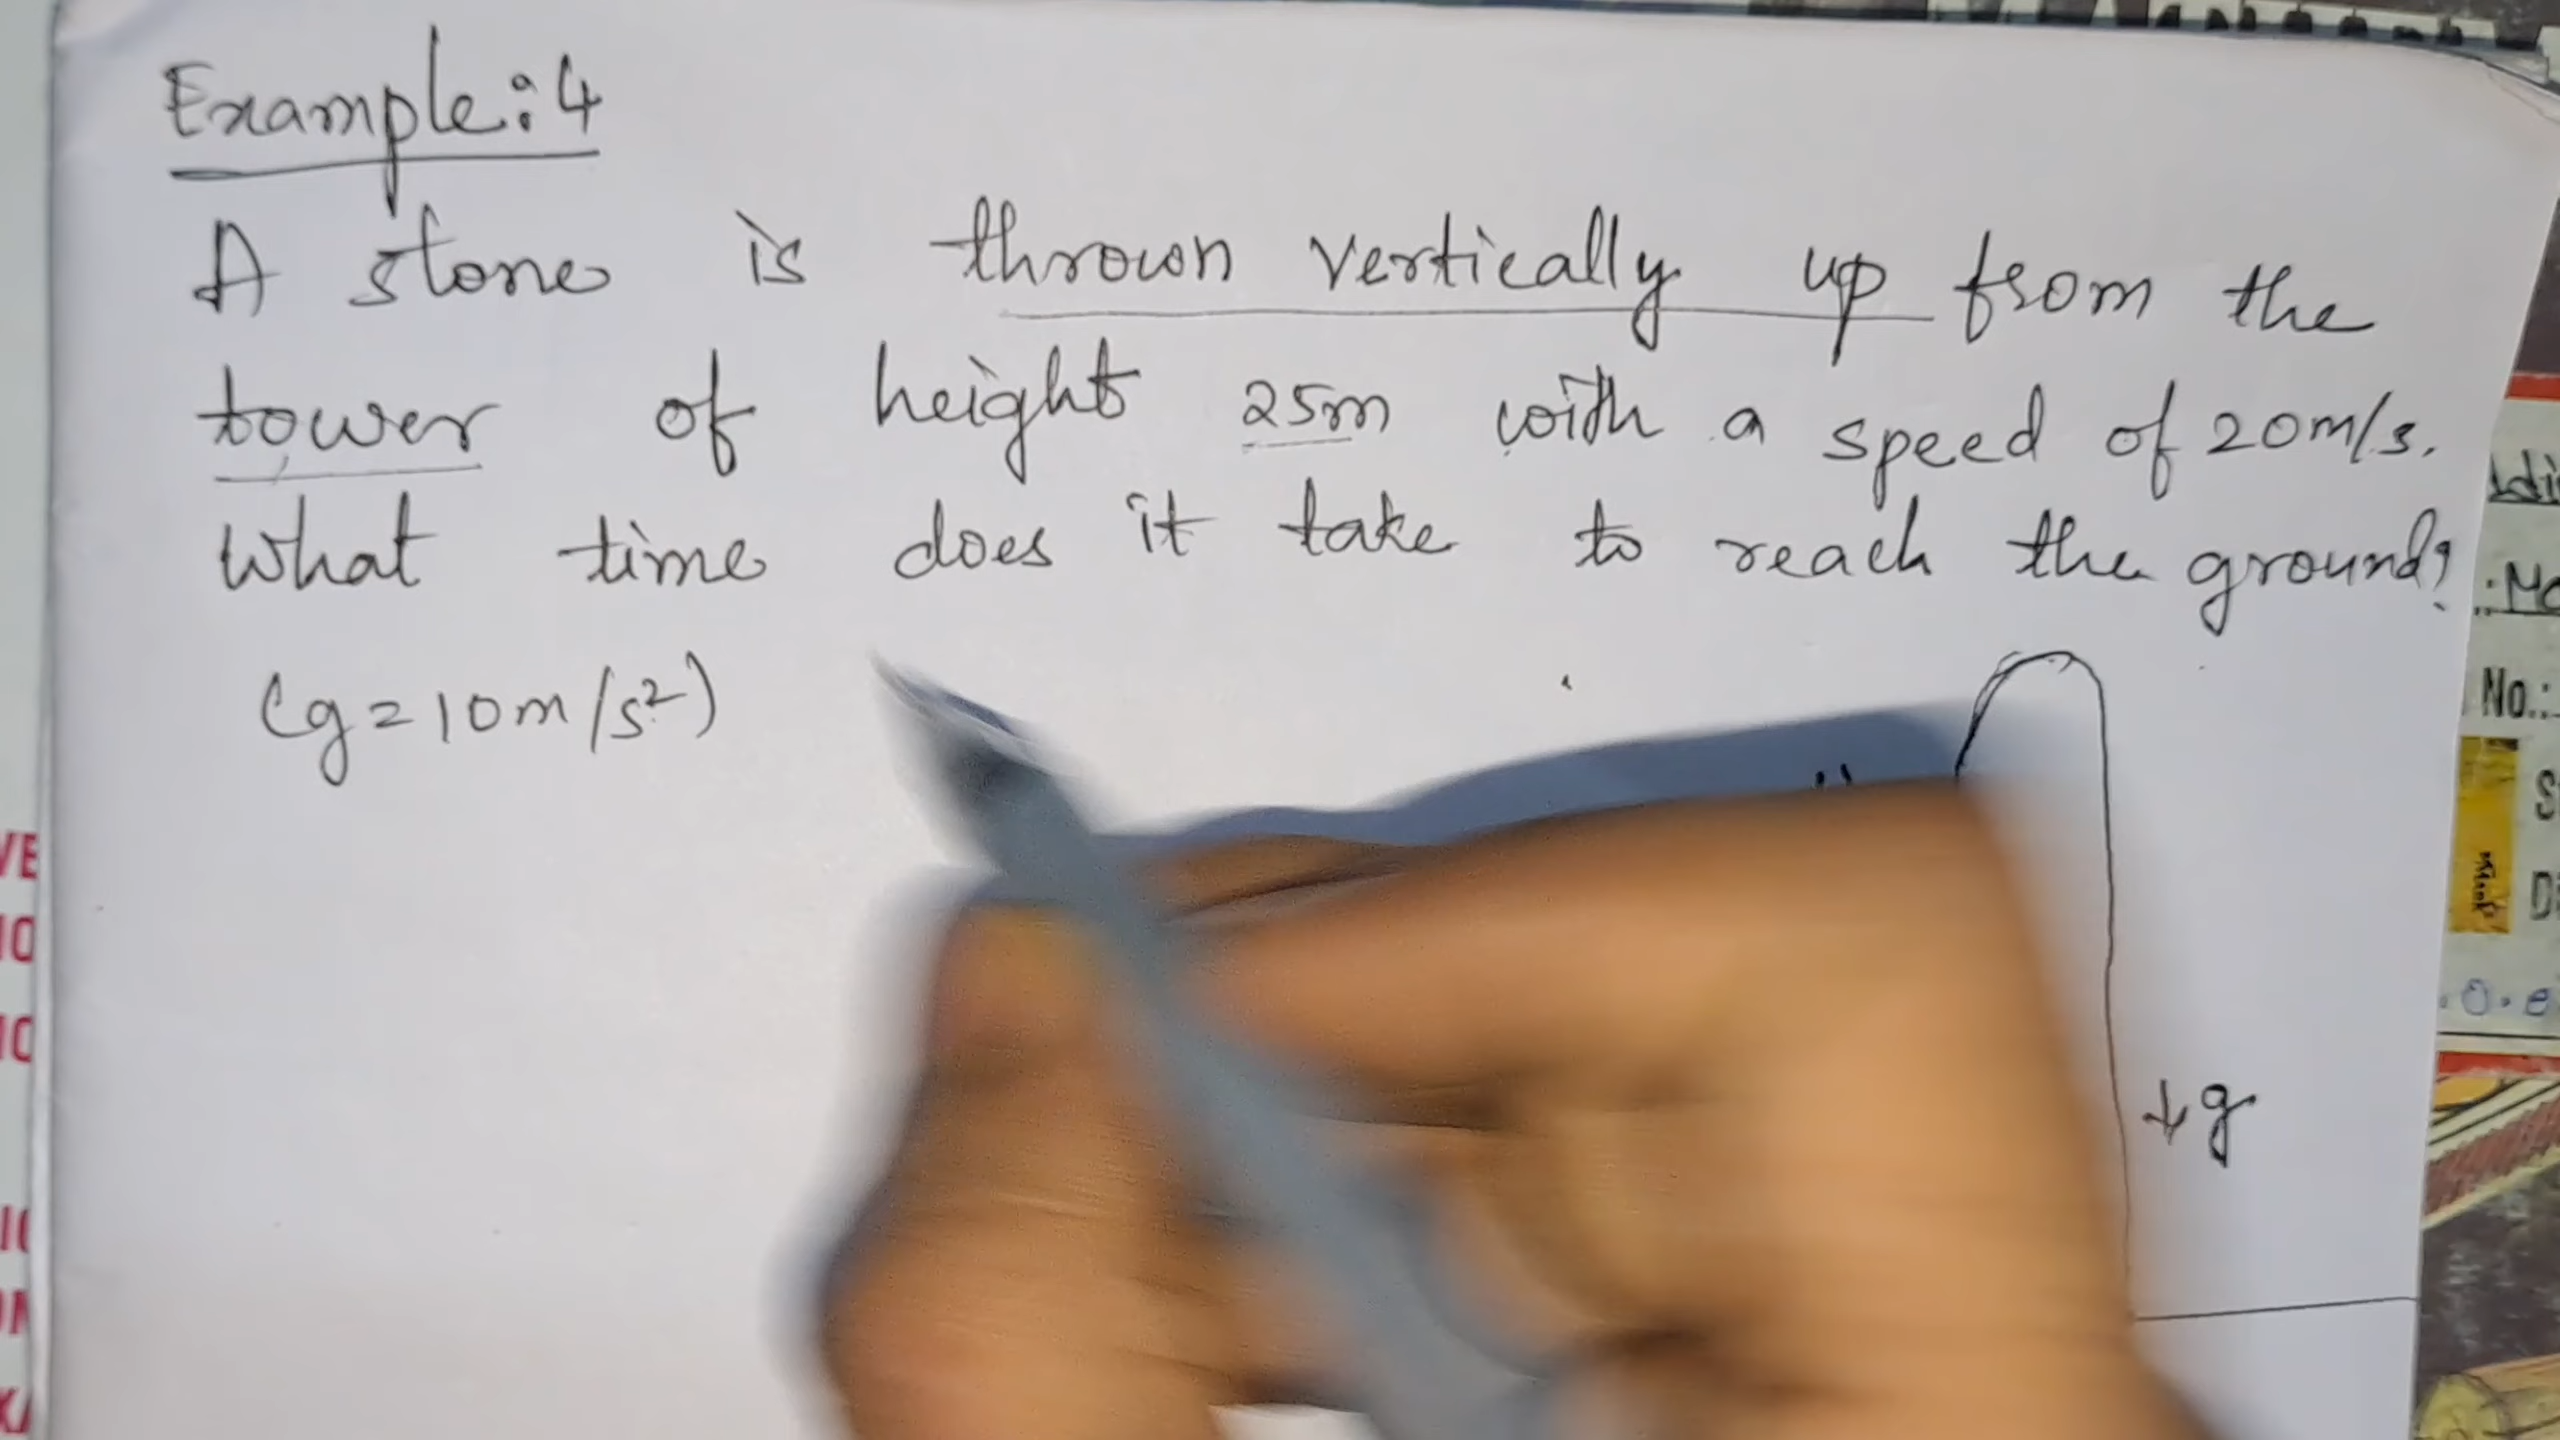 Example: 4
A stone is thrown vertically up from the
tower of height 25m with a speed of 20m/s.
What time does it take to reach the ground?
(g=10m/s²)
↓g
No.: